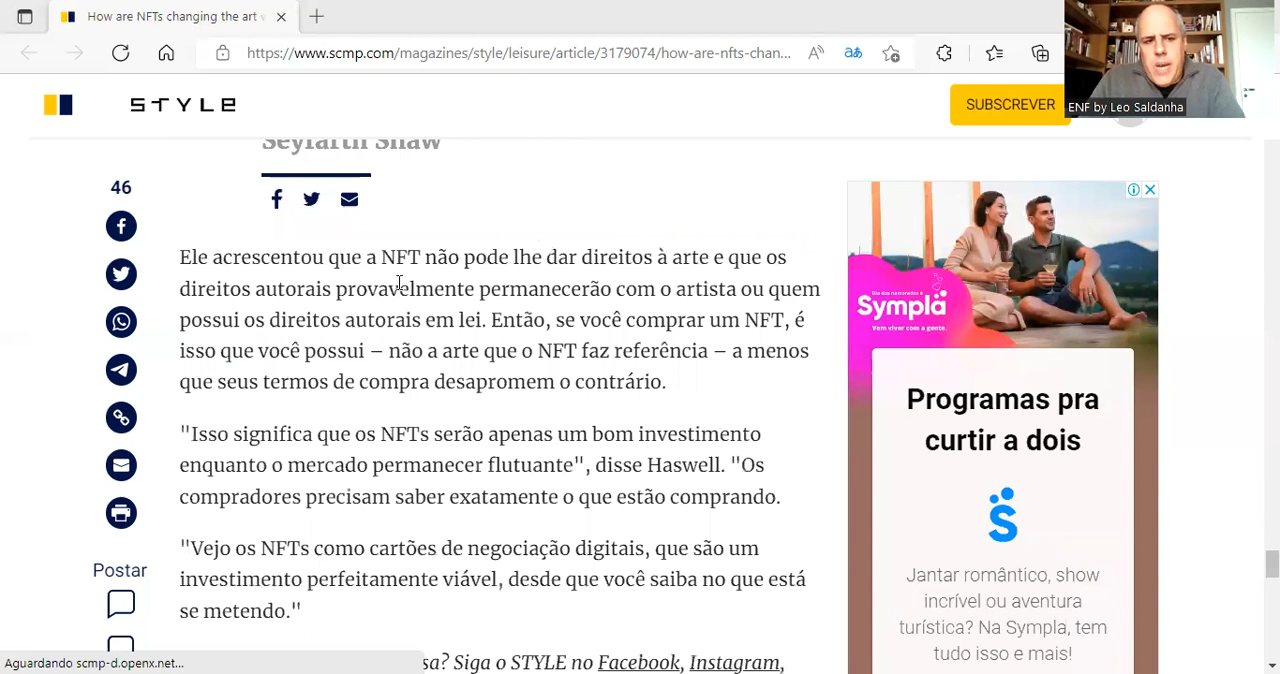 How are NFTs changing the art
https://www.scmp.com/magazines/style/leisure/article/3179074/how-are-nfts-chan...
ENF by Leo Saldanha
STYLE
SUBSCREVER
Seyfarth Shaw
46
Ele acrescentou que a NFT não pode lhe dar direitos à arte e que os
direitos autorais provavelmente permanecerão com o artista ou quem
possui os direitos autorais em lei. Então, se você comprar um NFT, é
isso que você possui – não a arte que o NFT faz referência – a menos
que seus termos de compra desapromem o contrário.
"Isso significa que os NFTs serão apenas um bom investimento
enquanto o mercado permanecer flutuante", disse Haswell. "Os
compradores precisam saber exatamente o que estão comprando.
"Vejo os NFTs como cartões de negociação digitais, que são um
investimento perfeitamente viável, desde que você saiba no que está
se metendo."
sa? Siga o STYLE no Facebook, Instagram,
Postar
Aguardando scmp-d.openx.net...
Dia dos namorados é
Sympla
Vem viver com a gente.
Programas pra
curtir a dois
Jantar romântico, show
incrível ou aventura
turística? Na Sympla, tem
tudo isso e mais!